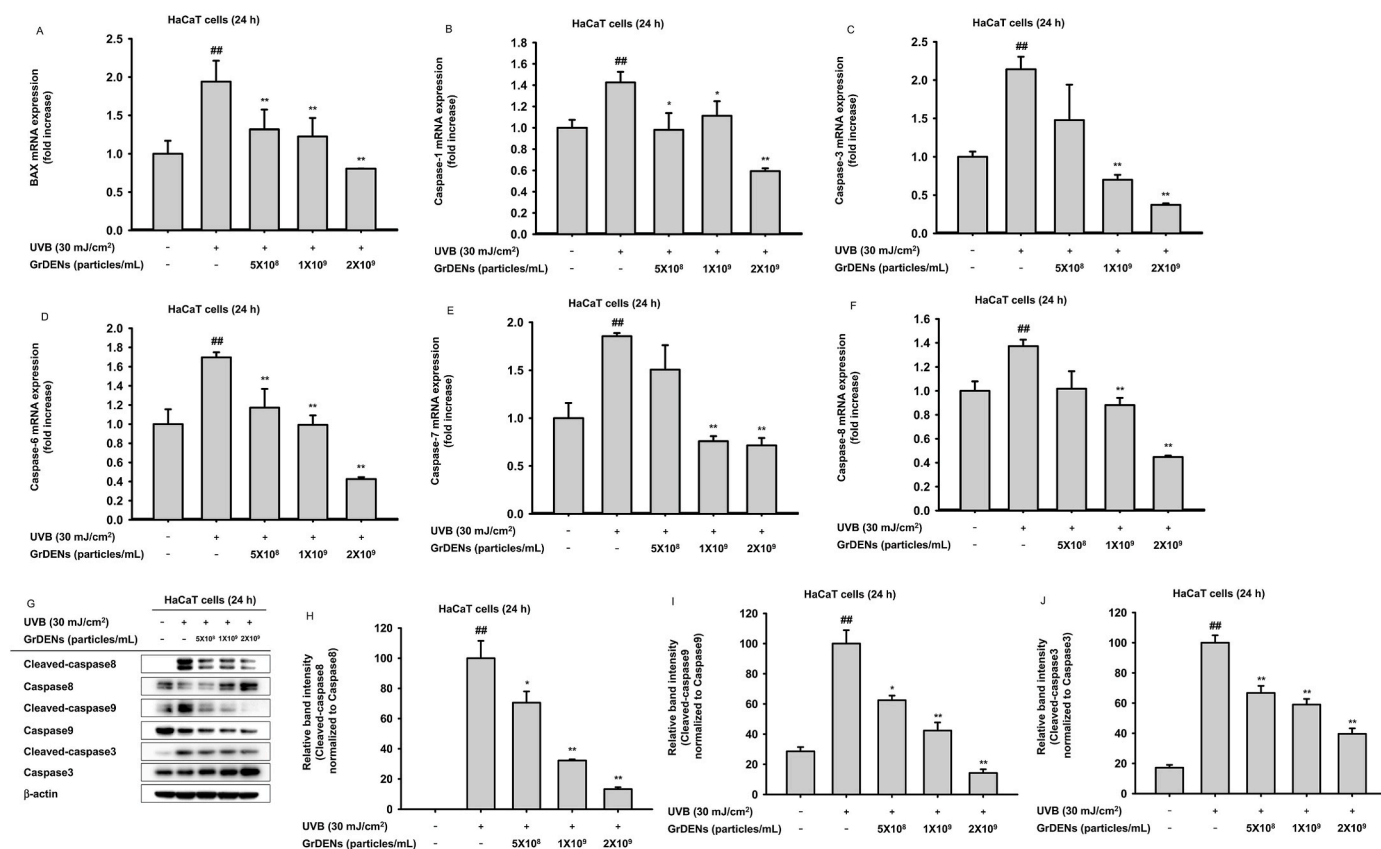 A
HaCaT cells (24 h)
BAX mRNA expression
(fold increase)
2.5
2.0
1.5
1.0
0.5
0.0
##
**
**
**
UVB (30 mJ/cm²) - + + + +
GrDENs (particles/mL) - - 5X10⁸ 1X10⁹ 2X10⁹
B
HaCaT cells (24 h)
Caspase-1 mRNA expression
(fold increase)
1.8
1.6
1.4
1.2
1.0
0.8
0.6
0.4
0.2
0.0
##
*
*
**
UVB (30 mJ/cm²) - + + + +
GrDENs (particles/mL) - - 5X10⁸ 1X10⁹ 2X10⁹
C
HaCaT cells (24 h)
Caspase-3 mRNA expression
(fold increase)
2.5
2.0
1.5
1.0
0.5
0.0
##
**
**
UVB (30 mJ/cm²) - + + + +
GrDENs (particles/mL) - - 5X10⁸ 1X10⁹ 2X10⁹
D
HaCaT cells (24 h)
Caspase-6 mRNA expression
(fold increase)
2.0
1.8
1.6
1.4
1.2
1.0
0.8
0.6
0.4
0.2
0.0
##
**
**
**
UVB (30 mJ/cm²) - + + + +
GrDENs (particles/mL) - - 5X10⁸ 1X10⁹ 2X10⁹
E
HaCaT cells (24 h)
Caspase-7 mRNA expression
(fold increase)
2.0
1.5
1.0
0.5
0.0
##
**
**
UVB (30 mJ/cm²) - + + + +
GrDENs (particles/mL) - - 5X10⁸ 1X10⁹ 2X10⁹
F
HaCaT cells (24 h)
Caspase-8 mRNA expression
(fold increase)
1.6
1.4
1.2
1.0
0.8
0.6
0.4
0.2
0.0
##
**
**
UVB (30 mJ/cm²) - + + + +
GrDENs (particles/mL) - - 5X10⁸ 1X10⁹ 2X10⁹
G
HaCaT cells (24 h)
UVB (30 mJ/cm²) - + + + +
GrDENs (particles/mL) - - 5X10⁸ 1X10⁹ 2X10⁹
Cleaved-caspase8
Caspase8
Cleaved-caspase9
Caspase9
Cleaved-caspase3
Caspase3
β-actin
H
HaCaT cells (24 h)
Relative band intensity
(Cleaved-caspase8
normalized to Caspase8)
120
100
80
60
40
20
0
##
*
**
**
UVB (30 mJ/cm²) - + + + +
GrDENs (particles/mL) - - 5X10⁸ 1X10⁹ 2X10⁹
I
HaCaT cells (24 h)
Relative band intensity
(Cleaved-caspase9
normalized to Caspase9)
120
100
80
60
40
20
0
##
*
**
**
UVB (30 mJ/cm²) - + + + +
GrDENs (particles/mL) - - 5X10⁸ 1X10⁹ 2X10⁹
J
HaCaT cells (24 h)
Relative band intensity
(Cleaved-caspase3
normalized to Caspase3)
120
100
80
60
40
20
0
##
**
**
**
UVB (30 mJ/cm²) - + + + +
GrDENs (particles/mL) - - 5X10⁸ 1X10⁹ 2X10⁹